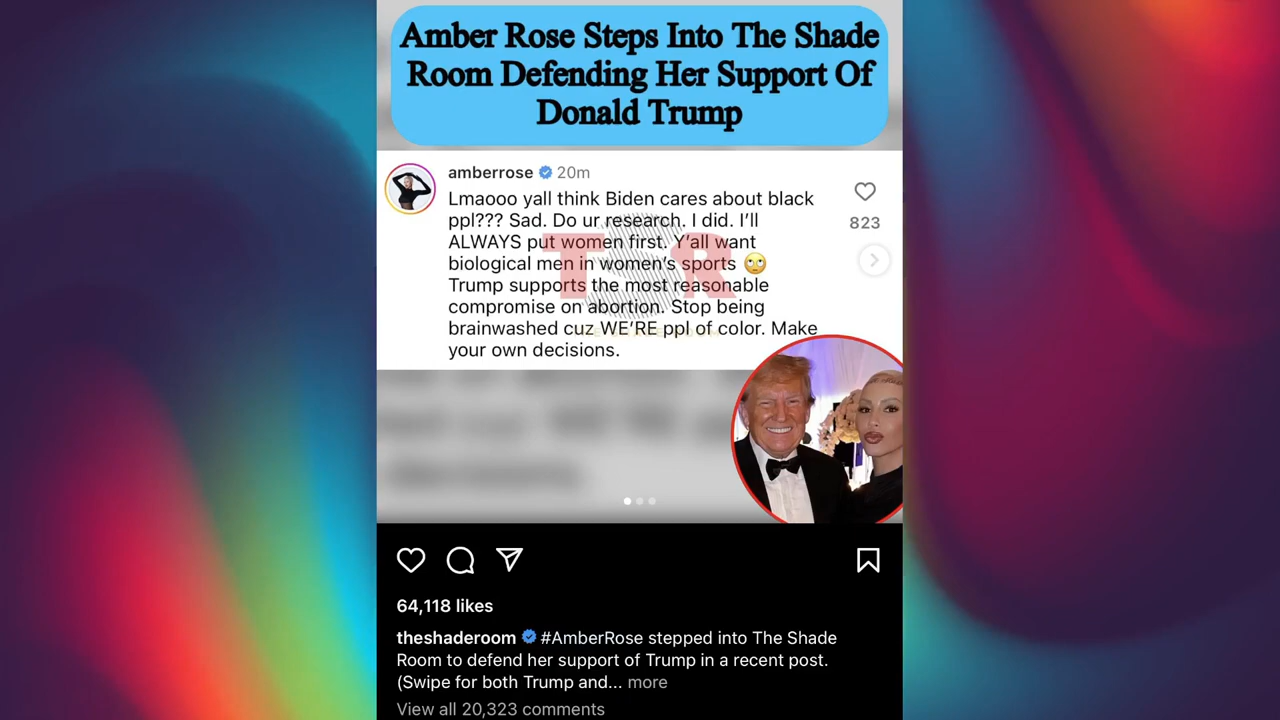 Amber Rose Steps Into The Shade
Room Defending Her Support Of
Donald Trump
amberrose 20m
Lmaooo yall think Biden cares about black
ppl??? Sad. Do ur research. I did. I’ll
ALWAYS put women first. Y’all want
biological men in women’s sports 🙄
Trump supports the most reasonable
compromise on abortion. Stop being
brainwashed cuz WE’RE ppl of color. Make
your own decisions.
823
TSR
64,118 likes
theshaderoom #AmberRose stepped into The Shade
Room to defend her support of Trump in a recent post.
(Swipe for both Trump and... more
View all 20,323 comments